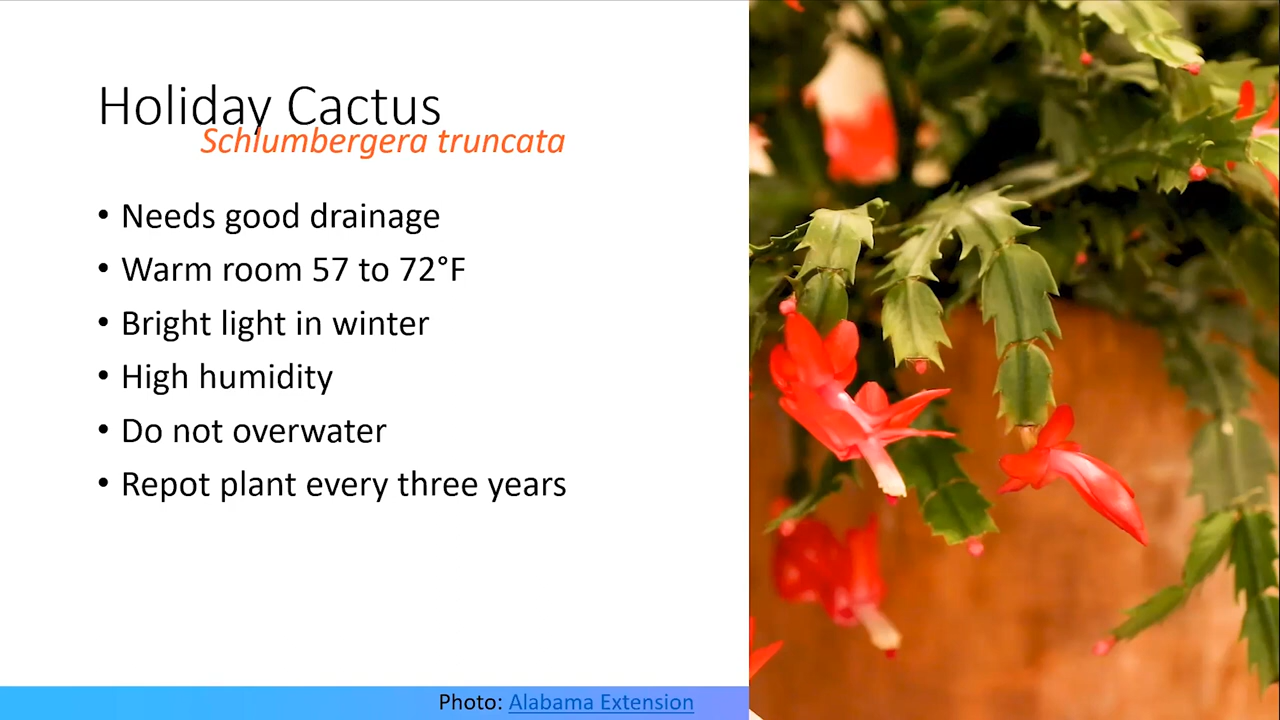 Holiday Cactus
Schlumbergera truncata
• Needs good drainage
• Warm room 57 to 72°F
• Bright light in winter
• High humidity
• Do not overwater
• Repot plant every three years
Photo: Alabama Extension